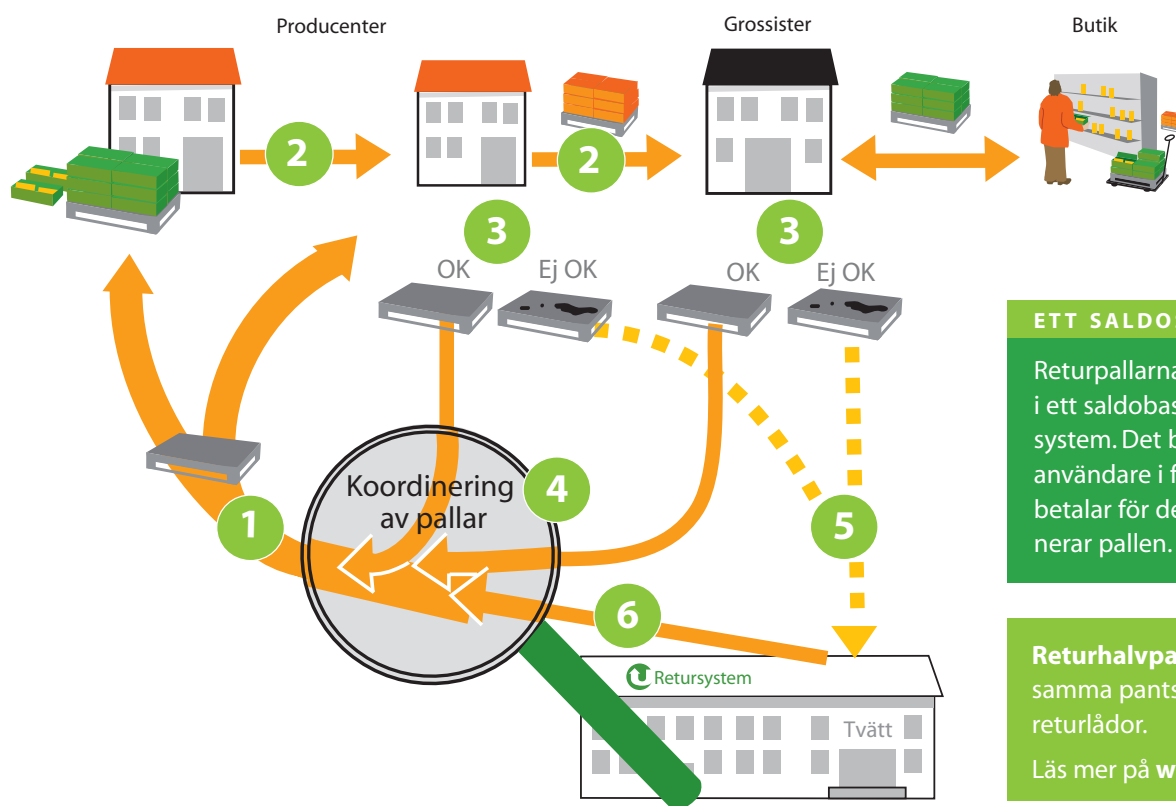 Producenter
Grossister
Butik
2
2
3
3
OK
Ej OK
OK
Ej OK
Koordinering
av pallar
4
1
5
6
Retursystem
Tvätt
ETT SALDO
Returpallarna
i ett saldobas
system. Det b
användare i f
betalar för de
nerar pallen.
Returhalvpa
samma pants
returlådor.
Läs mer på w